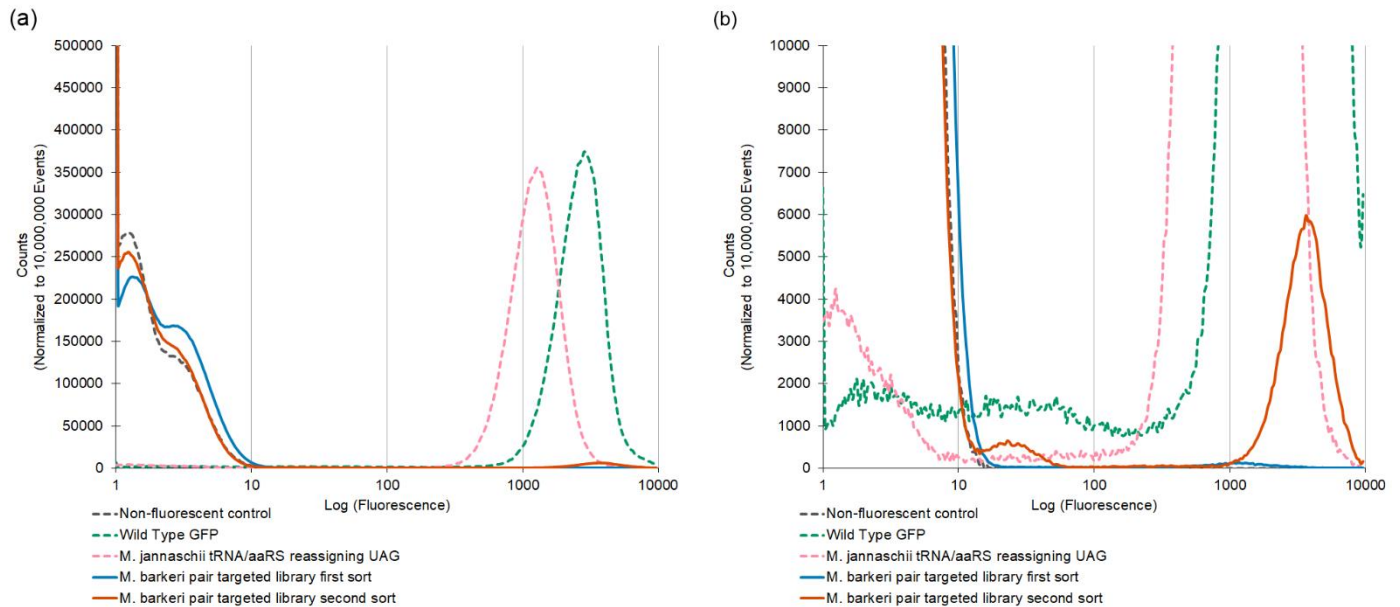 (a)
Counts
(Normalized to 10,000,000 Events)
500000
450000
400000
350000
300000
250000
200000
150000
100000
50000
0
1
10
100
1000
10000
Log (Fluorescence)
Non-fluorescent control
Wild Type GFP
M. jannaschii tRNA/aaRS reassigning UAG
M. barkeri pair targeted library first sort
M. barkeri pair targeted library second sort
(b)
Counts
(Normalized to 10,000,000 Events)
10000
9000
8000
7000
6000
5000
4000
3000
2000
1000
0
1
10
100
1000
10000
Log (Fluorescence)
Non-fluorescent control
Wild Type GFP
M. jannaschii tRNA/aaRS reassigning UAG
M. barkeri pair targeted library first sort
M. barkeri pair targeted library second sort